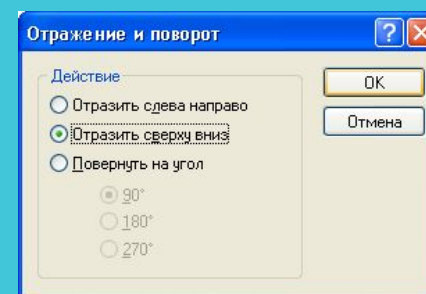 Отражение и поворот
Действие
Отразить слева направо
Отразить сверху вниз
Повернуть на угол
90°
180°
270°
OK
Отмена